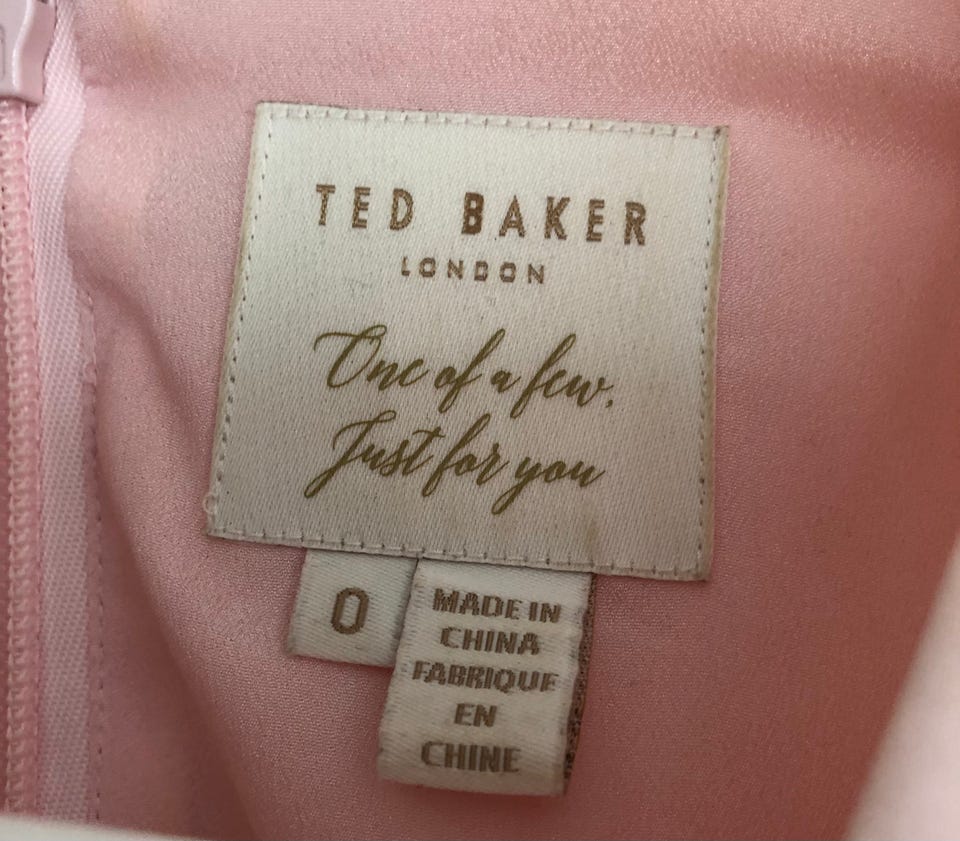 TED BAKER
LONDON
One of a few,
Just for you
0
MADE IN
CHINA
FABRIQUE
EN
CHINE